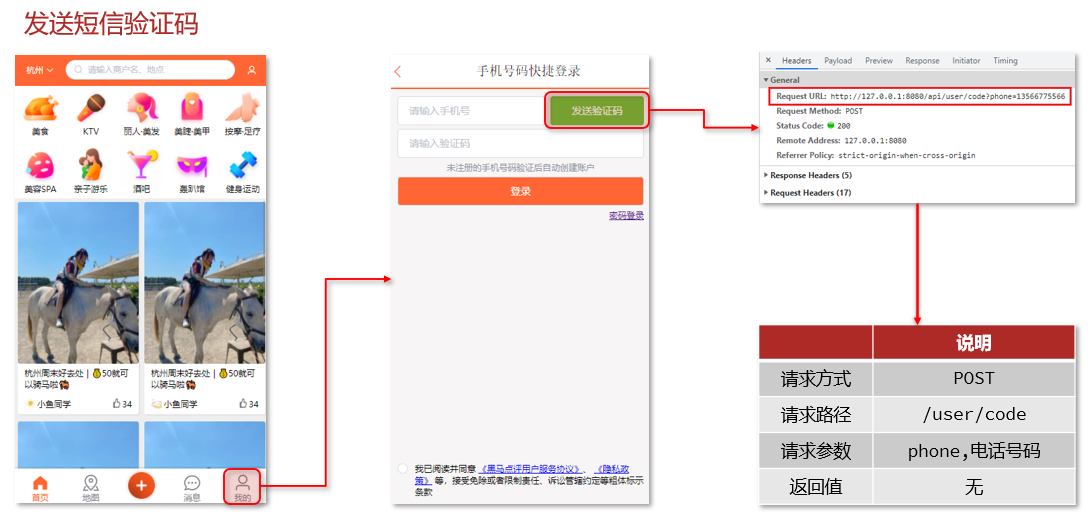 发送短信验证码
杭州
请输入商户名、地点
美食
KTV
丽人·美发
美睫·美甲
按摩·足疗
美容SPA
亲子游乐
酒吧
轰趴馆
健身运动
杭州周末好去处 | 💰50就可
以骑马啦🏇
小鱼同学
34
杭州周末好去处 | 💰50就可
以骑马啦🏇
小鱼同学
34
首页
地图
消息
我的
手机号码快捷登录
请输入手机号
发送验证码
请输入验证码
未注册的手机号码验证后自动创建账户
登录
密码登录
我已阅读并同意 《黑马点评用户服务协议》、 《隐私政
策》 等，接受免除或者限制责任、诉讼管辖约定等粗体标示
条款
Headers Payload Preview Response Initiator Timing
General
Request URL: http://127.0.0.1:8080/api/user/code?phone=13566775566
Request Method: POST
Status Code: 200
Remote Address: 127.0.0.1:8080
Referrer Policy: strict-origin-when-cross-origin
Response Headers (5)
Request Headers (17)
说明
请求方式 POST
请求路径 /user/code
请求参数 phone,电话号码
返回值 无